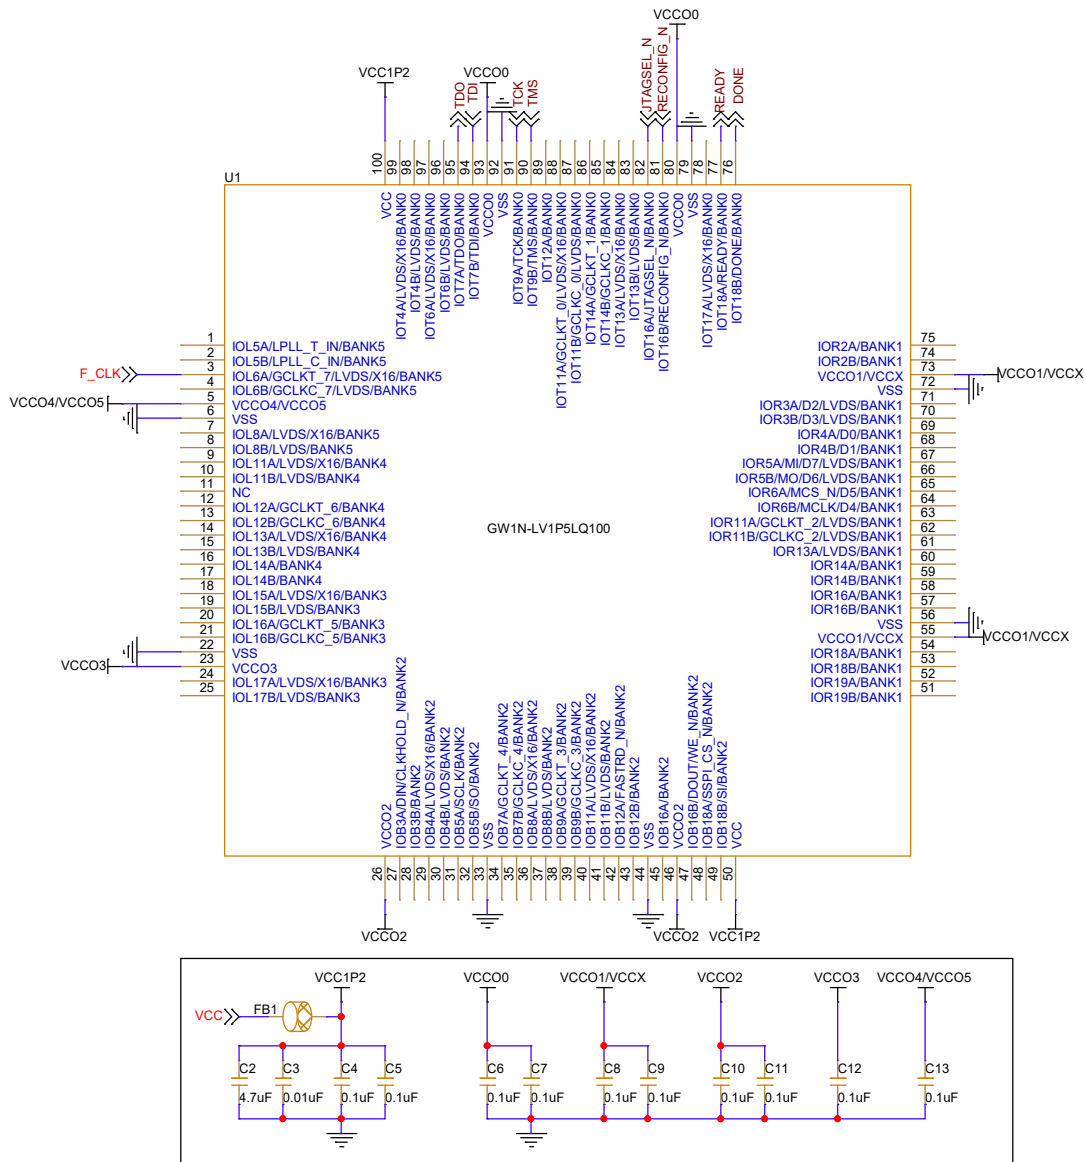 VCCO0
VCC1P2
TDO
TDI
VCCO0
TCK
TMS
JTAGSEL_N
RECONFIG_N
READY
DONE
100
99
98
97
96
95
94
93
92
91
90
89
88
87
86
85
84
83
82
81
80
79
78
77
76
U1
VCC
IOT4A/LVDS/X16/BANK0
IOT4B/LVDS/BANK0
IOT6A/LVDS/X16/BANK0
IOT6B/LVDS/BANK0
IOT7A/TDO/BANK0
IOT7B/TDI/BANK0
VCCO0
VSS
IOT9A/TCK/BANK0
IOT9B/TMS/BANK0
IOT12A/BANK0
IOT11A/GCLKT_0/LVDS/X16/BANK0
IOT11B/GCLKC_0/LVDS/BANK0
IOT14A/GCLKT_1/BANK0
IOT14B/GCLKC_1/BANK0
IOT13A/LVDS/X16/BANK0
IOT13B/LVDS/BANK0
IOT16A/JTAGSEL_N/BANK0
IOT16B/RECONFIG_N/BANK0
VCCO0
VSS
IOT17A/LVDS/X16/BANK0
IOT18A/READY/BANK0
IOT18B/DONE/BANK0
1 IOL5A/LPLL_T_IN/BANK5
2 IOL5B/LPLL_C_IN/BANK5
F_CLK 3 IOL6A/GCLKT_7/LVDS/X16/BANK5
4 IOL6B/GCLKC_7/LVDS/BANK5
VCCO4/VCCO5 5 VCCO4/VCCO5
6 VSS
7 IOL8A/LVDS/X16/BANK5
8 IOL8B/LVDS/BANK5
9 IOL11A/LVDS/X16/BANK4
10 IOL11B/LVDS/BANK4
11 NC
12 IOL12A/GCLKT_6/BANK4
13 IOL12B/GCLKC_6/BANK4
14 IOL13A/LVDS/X16/BANK4
15 IOL13B/LVDS/BANK4
16 IOL14A/BANK4
17 IOL14B/BANK4
18 IOL15A/LVDS/X16/BANK3
19 IOL15B/LVDS/BANK3
20 IOL16A/GCLKT_5/BANK3
21 IOL16B/GCLKC_5/BANK3
22 VSS
VCCO3 23 VCCO3
24 IOL17A/LVDS/X16/BANK3
25 IOL17B/LVDS/BANK3
GW1N-LV1P5LQ100
IOR2A/BANK1 75
IOR2B/BANK1 74
VCCO1/VCCX 73 VCCO1/VCCX
VSS 72
IOR3A/D2/LVDS/BANK1 71
IOR3B/D3/LVDS/BANK1 70
IOR4A/D0/BANK1 69
IOR4B/D1/BANK1 68
IOR5A/MI/D7/LVDS/BANK1 67
IOR5B/MO/D6/LVDS/BANK1 66
IOR6A/MCS_N/D5/BANK1 65
IOR6B/MCLK/D4/BANK1 64
IOR11A/GCLKT_2/LVDS/BANK1 63
IOR11B/GCLKC_2/LVDS/BANK1 62
IOR13A/LVDS/BANK1 61
IOR14A/BANK1 60
IOR14B/BANK1 59
IOR16A/BANK1 58
IOR16B/BANK1 57
VSS 56
VCCO1/VCCX 55 VCCO1/VCCX
IOR18A/BANK1 54
IOR18B/BANK1 53
IOR19A/BANK1 52
IOR19B/BANK1 51
VCCO2
IOB3A/DIN/CLKHOLD_N/BANK2
IOB3B/BANK2
IOB4A/LVDS/X16/BANK2
IOB4B/LVDS/BANK2
IOB5A/SCLK/BANK2
IOB5B/SO/BANK2
VSS
IOB7A/GCLKT_4/BANK2
IOB7B/GCLKC_4/BANK2
IOB8A/LVDS/X16/BANK2
IOB8B/LVDS/BANK2
IOB9A/GCLKT_3/BANK2
IOB9B/GCLKC_3/BANK2
IOB11A/LVDS/X16/BANK2
IOB11B/LVDS/BANK2
IOB12A/FASTRD_N/BANK2
IOB12B/BANK2
VSS
IOB16A/BANK2
VCCO2
IOB16B/DOUT/WE_N/BANK2
IOB18A/SSPI_CS_N/BANK2
IOB18B/SI/BANK2
VCC
26
27
28
29
30
31
32
33
34
35
36
37
38
39
40
41
42
43
44
45
46
47
48
49
50
VCCO2
VCCO2
VCC1P2
VCC1P2 VCCO0 VCCO1/VCCX VCCO2 VCCO3 VCCO4/VCCO5
VCC FB1
C2 C3 C4 C5 C6 C7 C8 C9 C10 C11 C12 C13
4.7uF 0.01uF 0.1uF 0.1uF 0.1uF 0.1uF 0.1uF 0.1uF 0.1uF 0.1uF 0.1uF 0.1uF